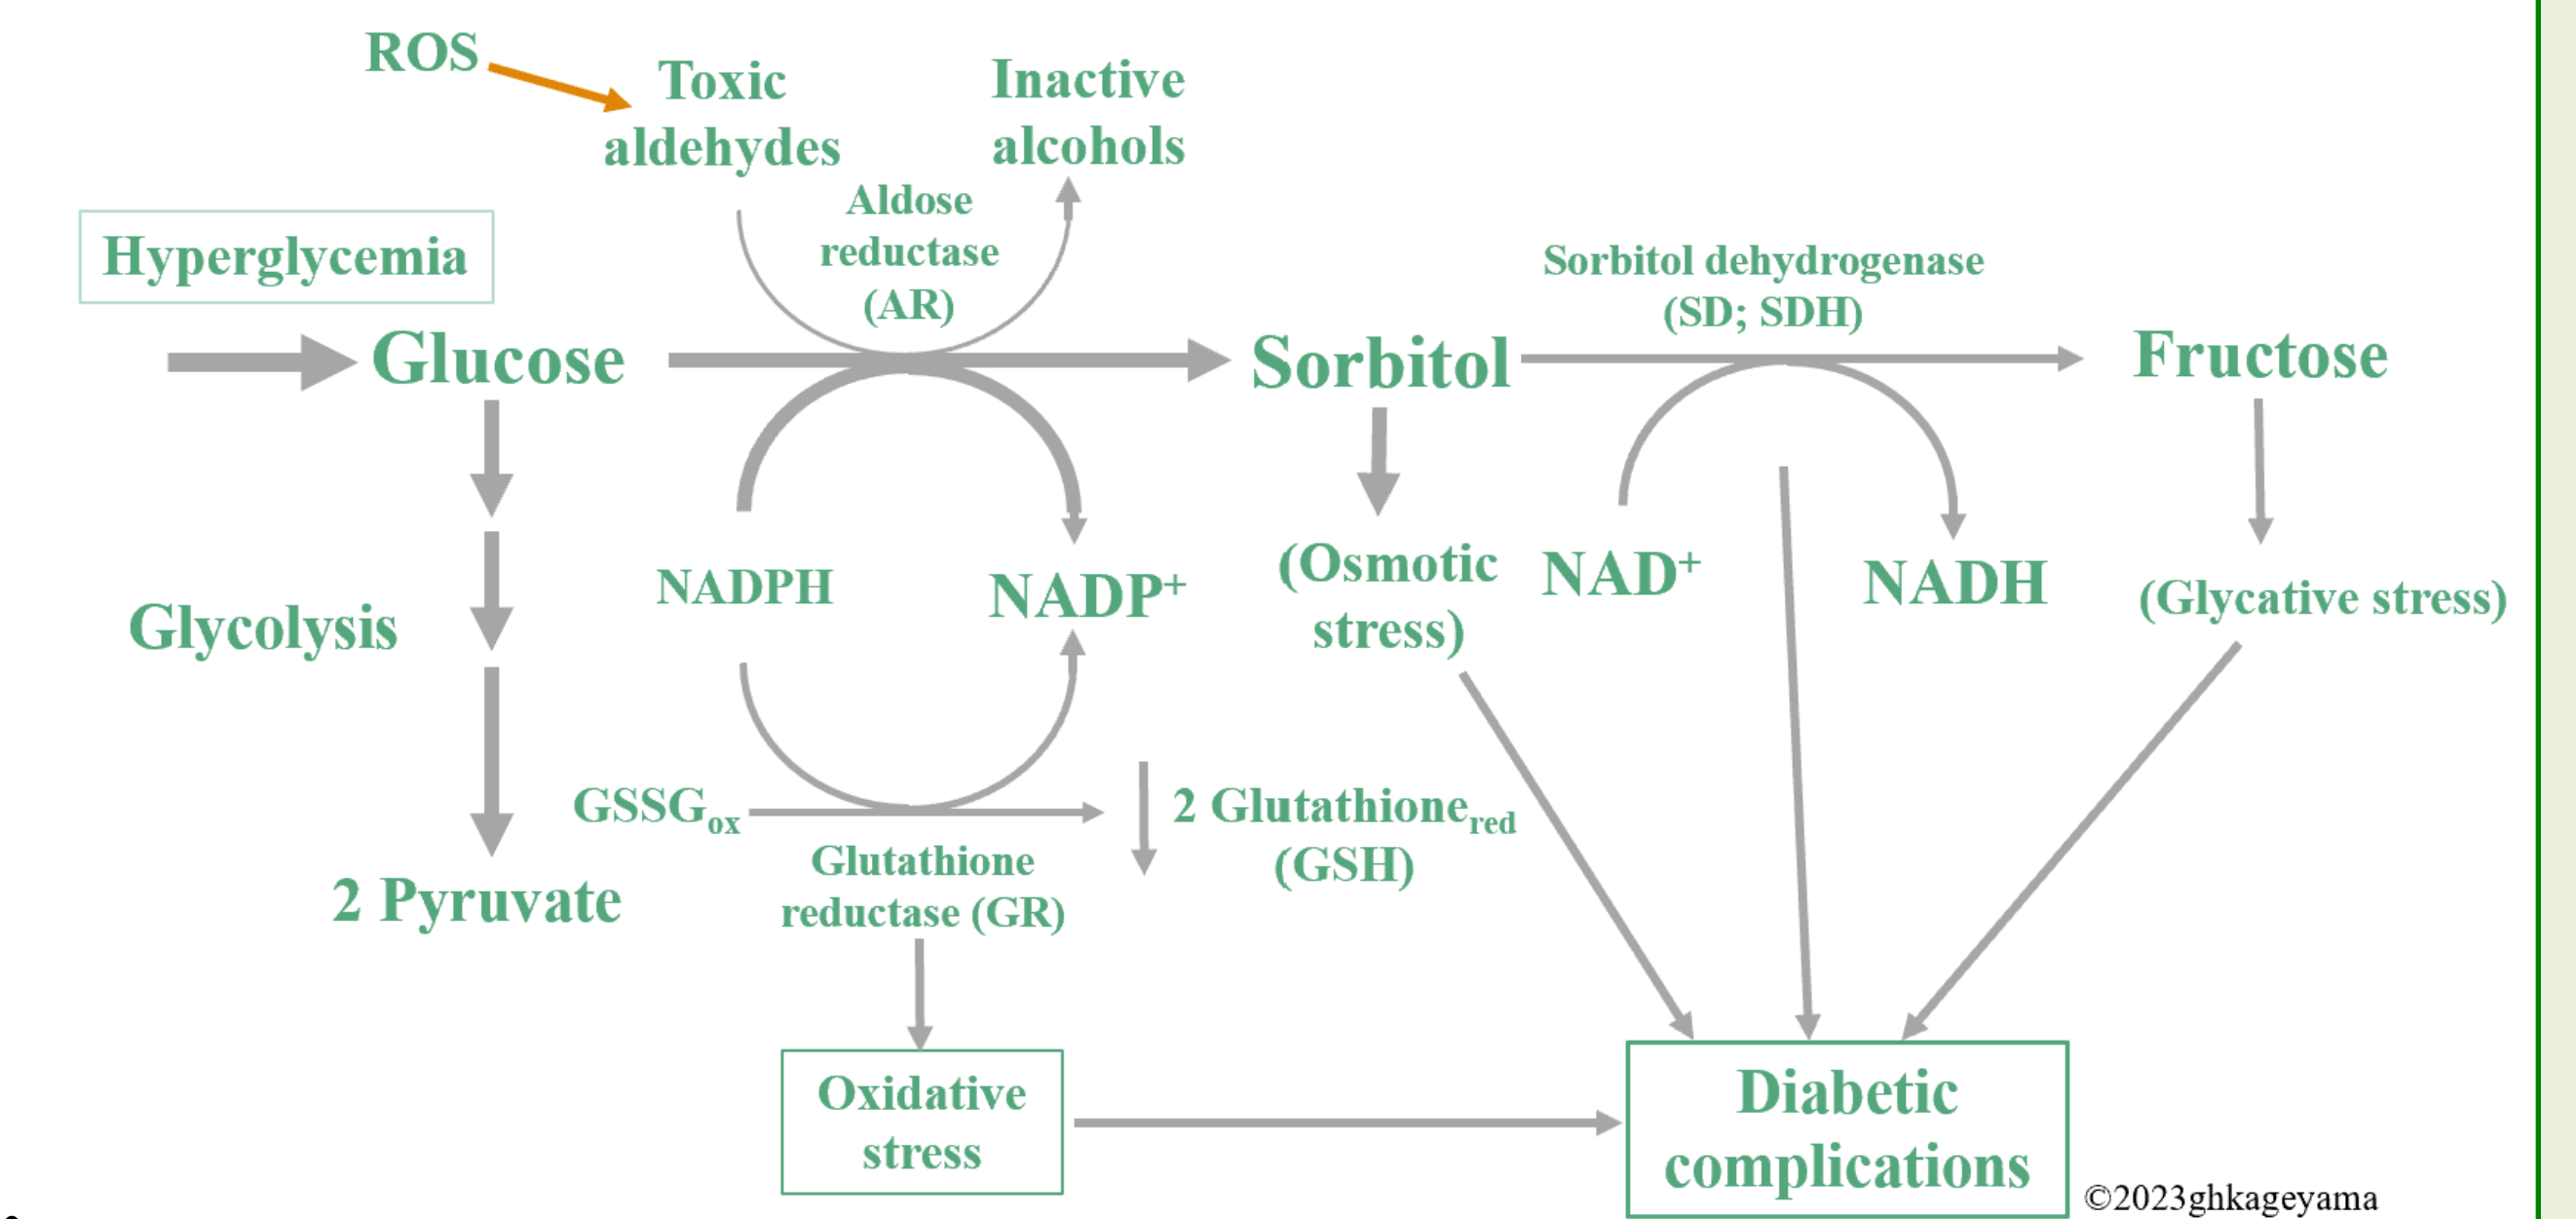 ROS
Toxic
aldehydes
Inactive
alcohols
Aldose
reductase
(AR)
Hyperglycemia
Sorbitol dehydrogenase
(SD; SDH)
Glucose
Sorbitol
Fructose
NADPH
NADP⁺
(Osmotic
stress)
NAD⁺
NADH
(Glycative stress)
Glycolysis
GSSGox
2 Glutathionered
(GSH)
Glutathione
reductase (GR)
2 Pyruvate
Oxidative
stress
Diabetic
complications
©2023ghkageyama